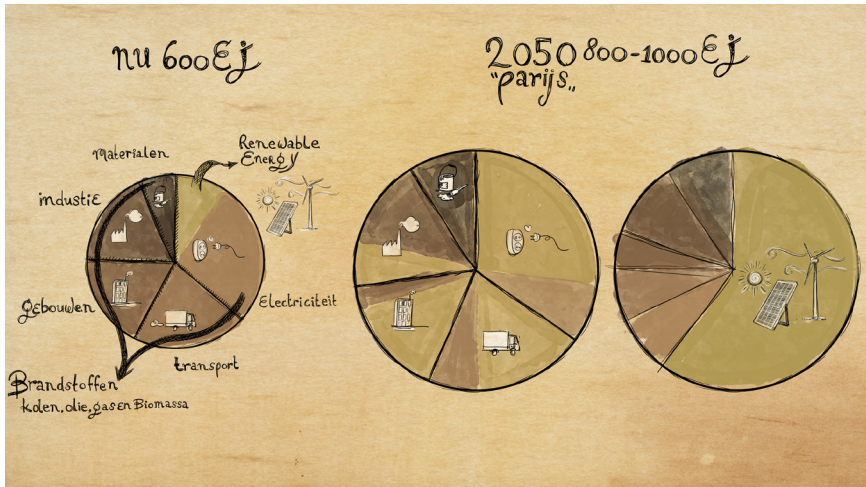 nu 600 EJ
2050 800-1000 EJ
"parijs"
Materialen
Renewable
Energy
industie
Electriciteit
gebouwen
transport
Brandstoffen
kolen, olie, gas en Biomassa